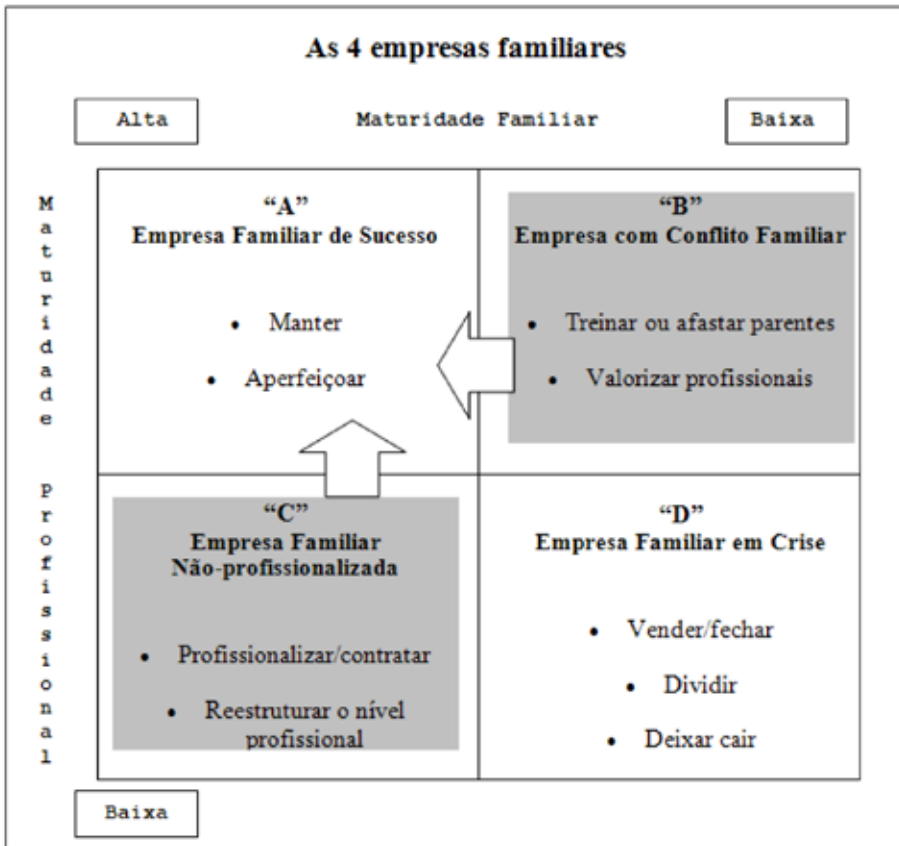 As 4 empresas familiares
Alta
Maturidade Familiar
Baixa
Maturidade
Profissional
“A”
Empresa Familiar de Sucesso
• Manter
• Aperfeiçoar
“B”
Empresa com Conflito Familiar
• Treinar ou afastar parentes
• Valorizar profissionais
“C”
Empresa Familiar
Não-profissionalizada
• Profissionalizar/contratar
• Reestruturar o nível
profissional
“D”
Empresa Familiar em Crise
• Vender/fechar
• Dividir
• Deixar cair
Baixa